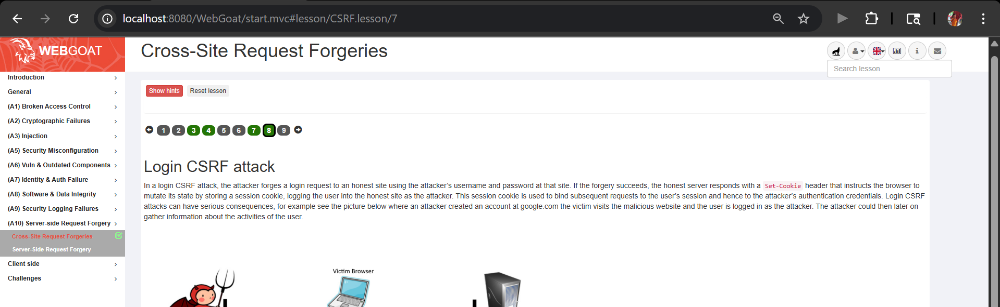 localhost:8080/WebGoat/start.mvc#lesson/CSRF.lesson/7
WEBGOAT
Cross-Site Request Forgeries
Search lesson
Introduction
General
(A1) Broken Access Control
(A2) Cryptographic Failures
(A3) Injection
(A5) Security Misconfiguration
(A6) Vuln & Outdated Components
(A7) Identity & Auth Failure
(A8) Software & Data Integrity
(A9) Security Logging Failures
(A10) Server-side Request Forgery
Cross-Site Request Forgeries
Server-Side Request Forgery
Client side
Challenges
Show hints Reset lesson
1 2 3 4 5 6 7 8 9
Login CSRF attack
In a login CSRF attack, the attacker forges a login request to an honest site using the attacker’s username and password at that site. If the forgery succeeds, the honest server responds with a Set-Cookie header that instructs the browser to
mutate its state by storing a session cookie, logging the user into the honest site as the attacker. This session cookie is used to bind subsequent requests to the user’s session and hence to the attacker’s authentication credentials. Login CSRF
attacks can have serious consequences, for example see the picture below where an attacker created an account at google.com the victim visits the malicious website and the user is logged in as the attacker. The attacker could then later on
gather information about the activities of the user.
Victim Browser